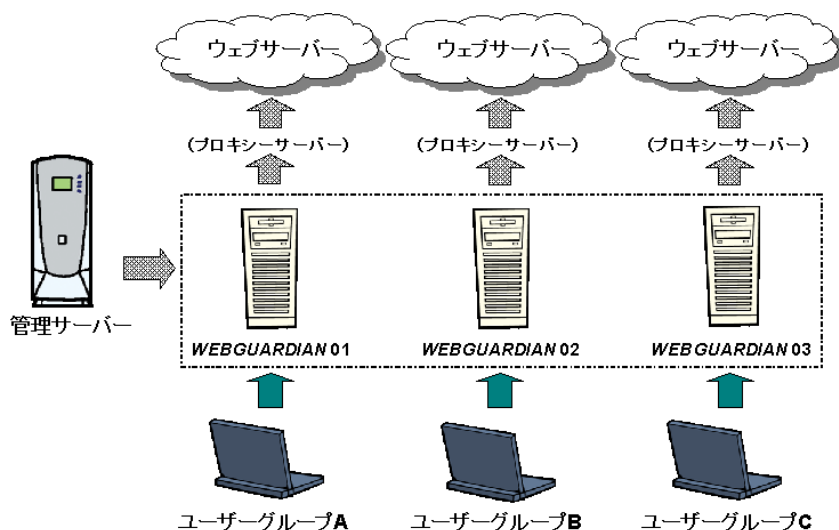 ウェブサーバー
ウェブサーバー
ウェブサーバー
(プロキシーサーバー)
(プロキシーサーバー)
(プロキシーサーバー)
管理サーバー
WEBGUARDIAN 01
WEBGUARDIAN 02
WEBGUARDIAN 03
ユーザーグループA
ユーザーグループB
ユーザーグループC